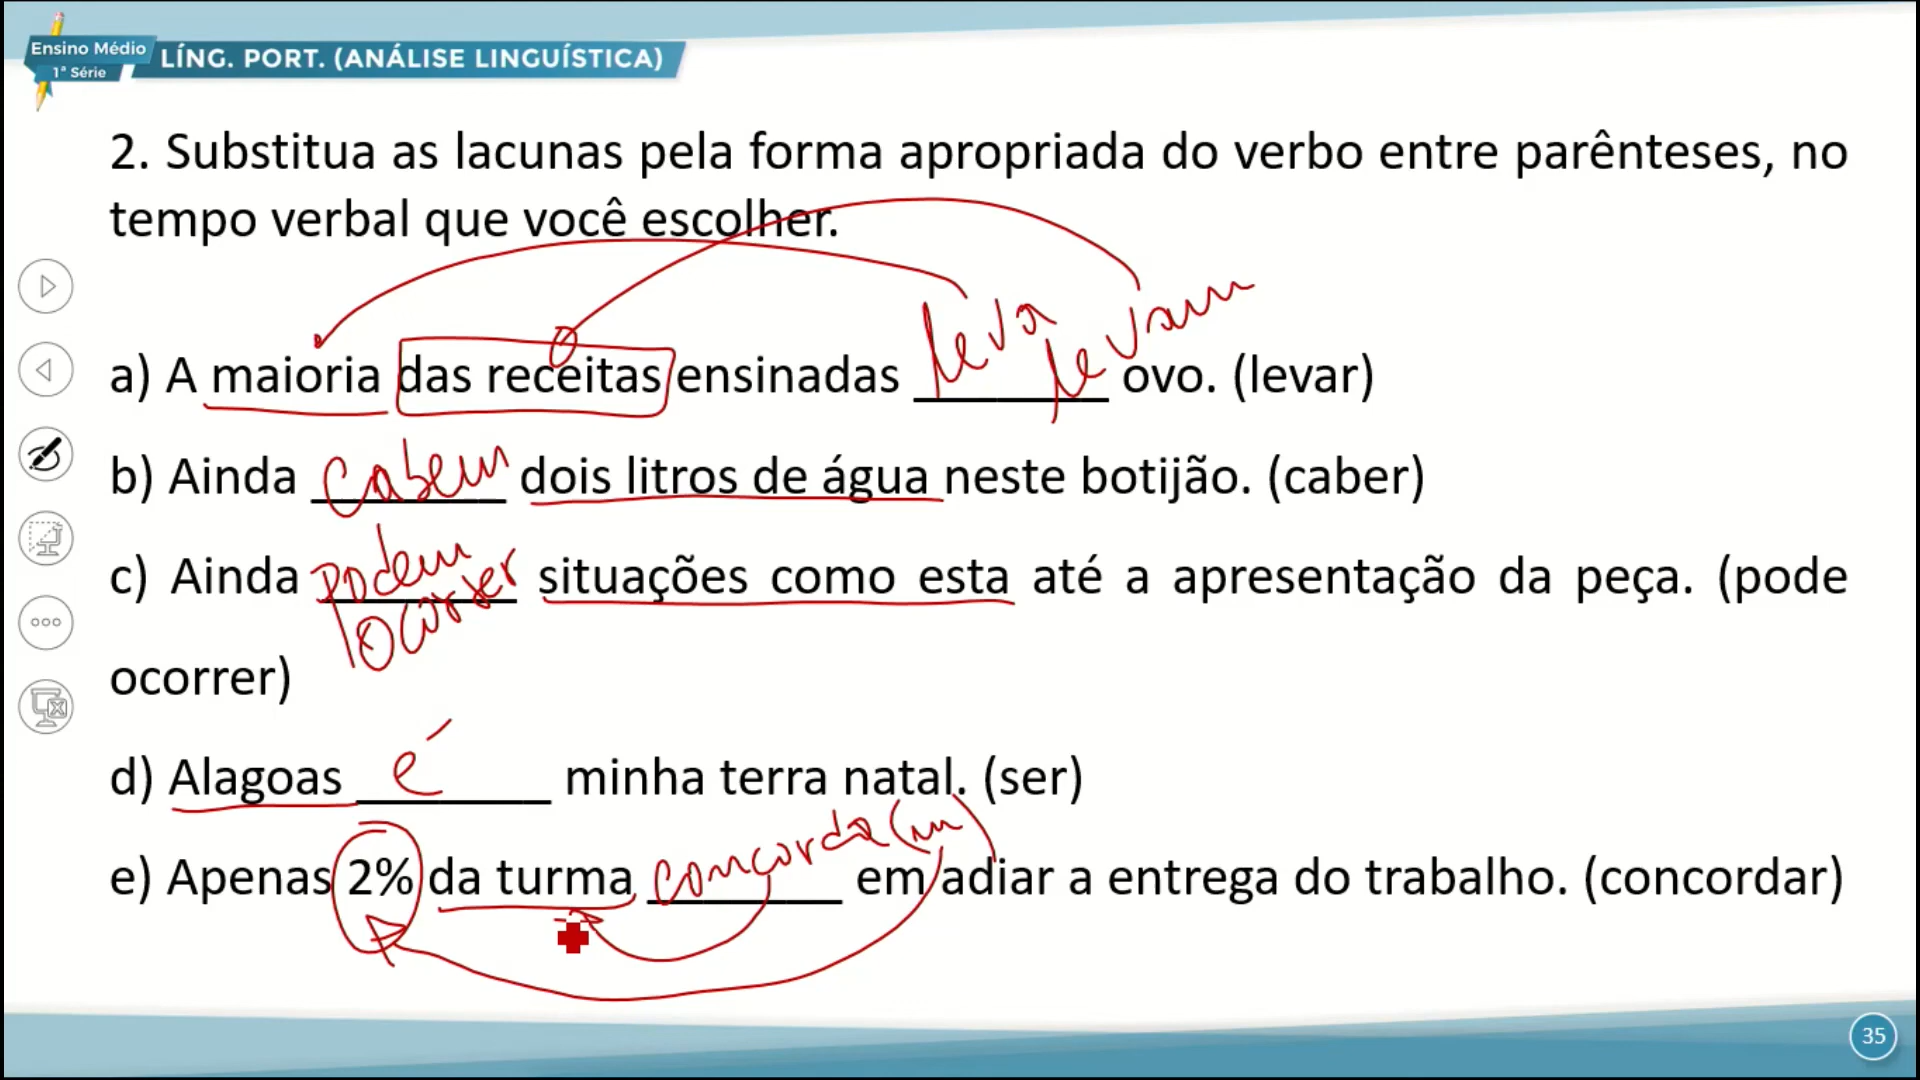 Ensino Médio
1ª Série
LÍNG. PORT. (ANÁLISE LINGUÍSTICA)
2. Substitua as lacunas pela forma apropriada do verbo entre parênteses, no
tempo verbal que você escolher.
leva levam
a) A maioria das receitas ensinadas ________ ovo. (levar)
b) Ainda cabem dois litros de água neste botijão. (caber)
c) Ainda podem situações como esta até a apresentação da peça. (pode
ocorrer
ocorrer)
d) Alagoas é minha terra natal. (ser)
e) Apenas 2% da turma concorda(m) em adiar a entrega do trabalho. (concordar)
35